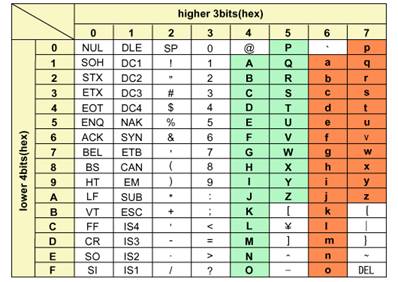 higher 3bits(hex)
0 1 2 3 4 5 6 7
lower 4bits(hex)
0 NUL DLE SP 0 @ P ` p
1 SOH DC1 ! 1 A Q a q
2 STX DC2 " 2 B R b r
3 ETX DC3 # 3 C S c s
4 EOT DC4 $ 4 D T d t
5 ENQ NAK % 5 E U e u
6 ACK SYN & 6 F V f v
7 BEL ETB ' 7 G W g w
8 BS CAN ( 8 H X h x
9 HT EM ) 9 I Y i y
A LF SUB * : J Z j z
B VT ESC + ; K [ k {
C FF IS4 , < L ¥ l |
D CR IS3 - = M ] m }
E SO IS2 . > N ^ n ~
F SI IS1 / ? O _ o DEL